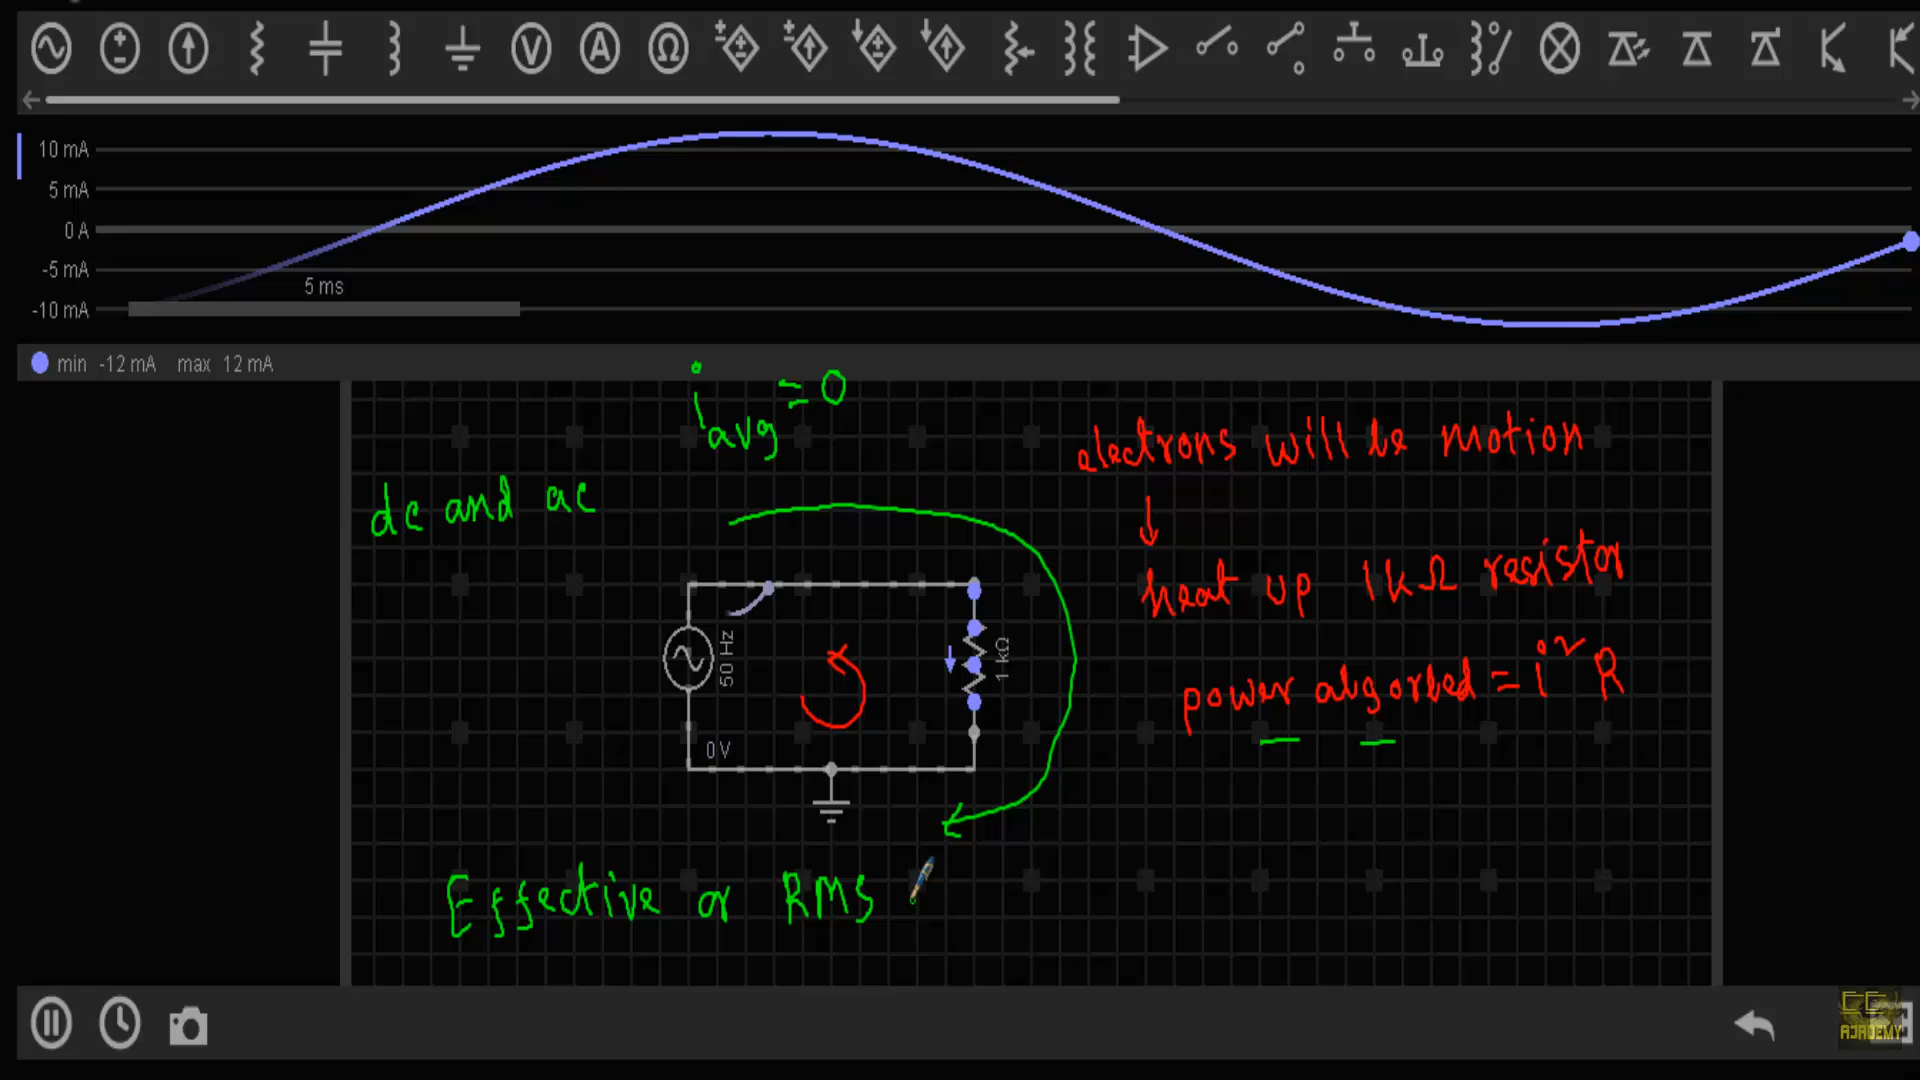 V A Ω
10 mA
5 mA
0 A
-5 mA
-10 mA
5 ms
min -12 mA max 12 mA
iavg = 0
dc and ac
electrons will be motion
heat up 1kΩ resistor
power absorbed = i² R
50 Hz
1 kΩ
0 V
Effective or RMS
EE
ACADEMY